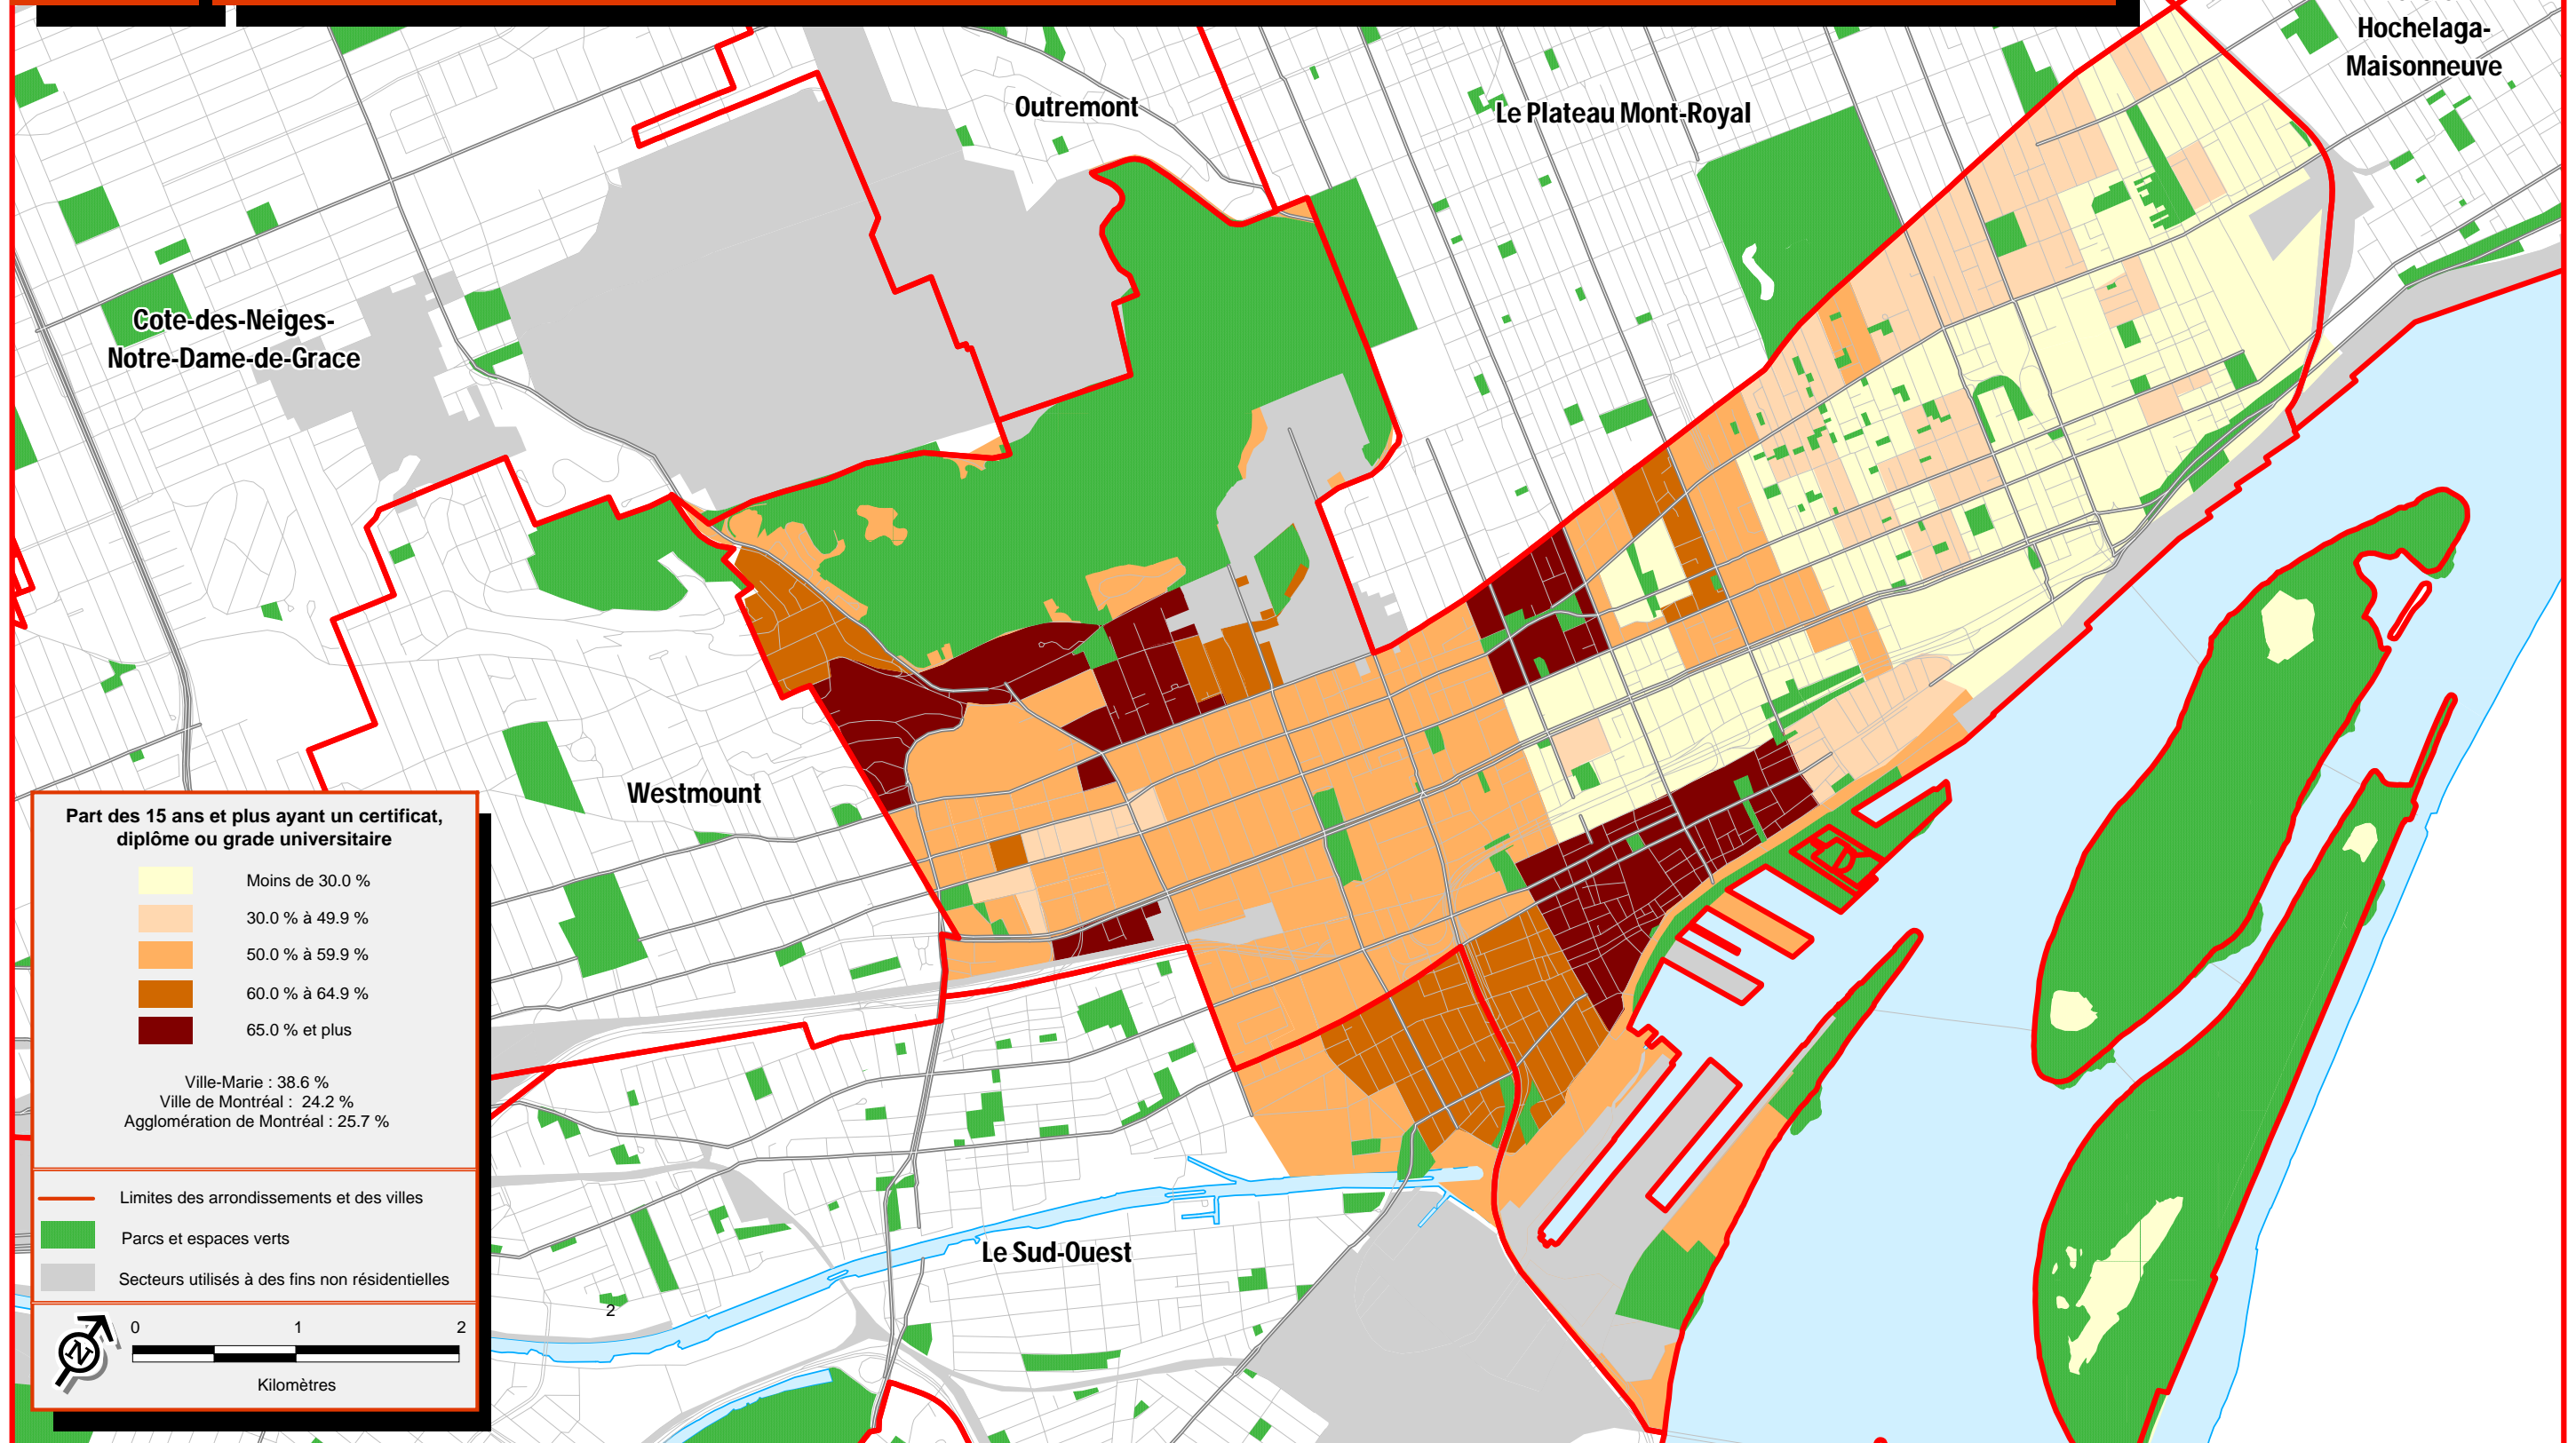 Hochelaga-
Maisonneuve
Outremont
Le Plateau Mont-Royal
Cote-des-Neiges-
Notre-Dame-de-Grace
Westmount
Le Sud-Ouest
Part des 15 ans et plus ayant un certificat,
diplôme ou grade universitaire
Moins de 30.0 %
30.0 % à 49.9 %
50.0 % à 59.9 %
60.0 % à 64.9 %
65.0 % et plus
Ville-Marie : 38.6 %
Ville de Montréal : 24.2 %
Agglomération de Montréal : 25.7 %
Limites des arrondissements et des villes
Parcs et espaces verts
Secteurs utilisés à des fins non résidentielles
N
0 1 2
Kilomètres
2